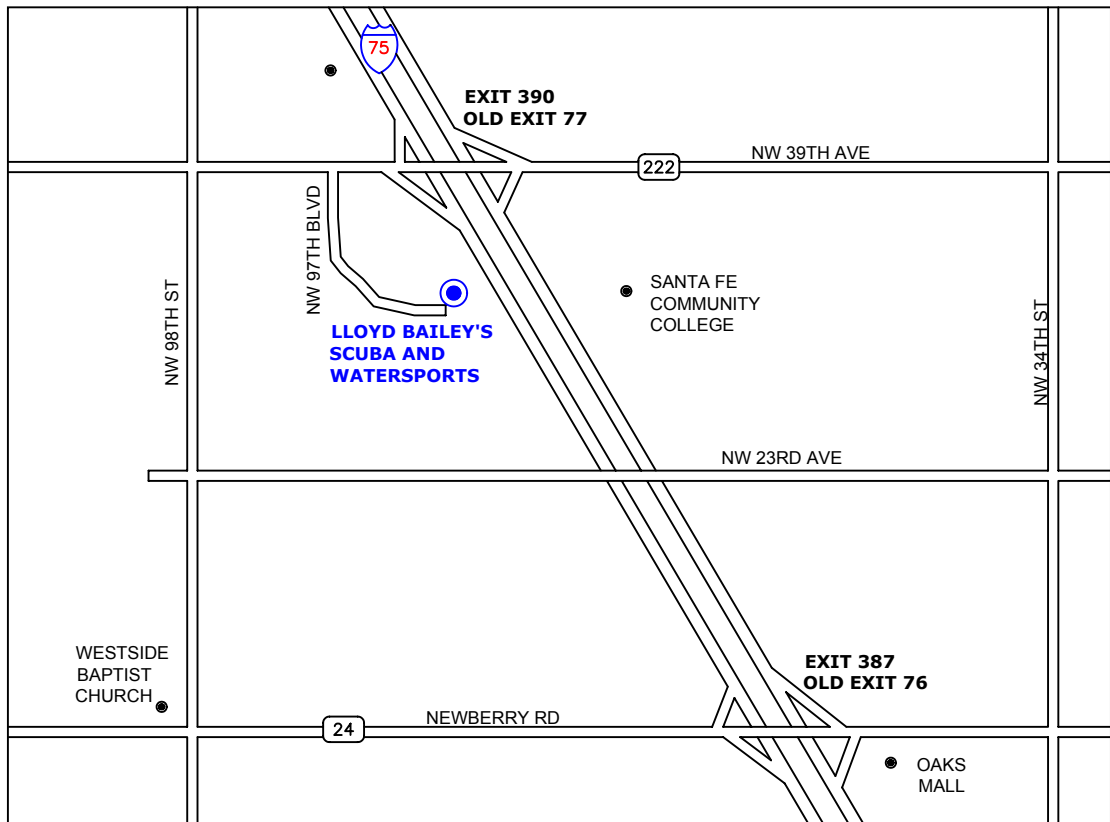 75
EXIT 390
OLD EXIT 77
NW 39TH AVE
222
NW 97TH BLVD
NW 98TH ST
SANTA FE
COMMUNITY
COLLEGE
NW 34TH ST
LLOYD BAILEY'S
SCUBA AND
WATERSPORTS
NW 23RD AVE
WESTSIDE
BAPTIST
CHURCH
EXIT 387
OLD EXIT 76
NEWBERRY RD
24
OAKS
MALL